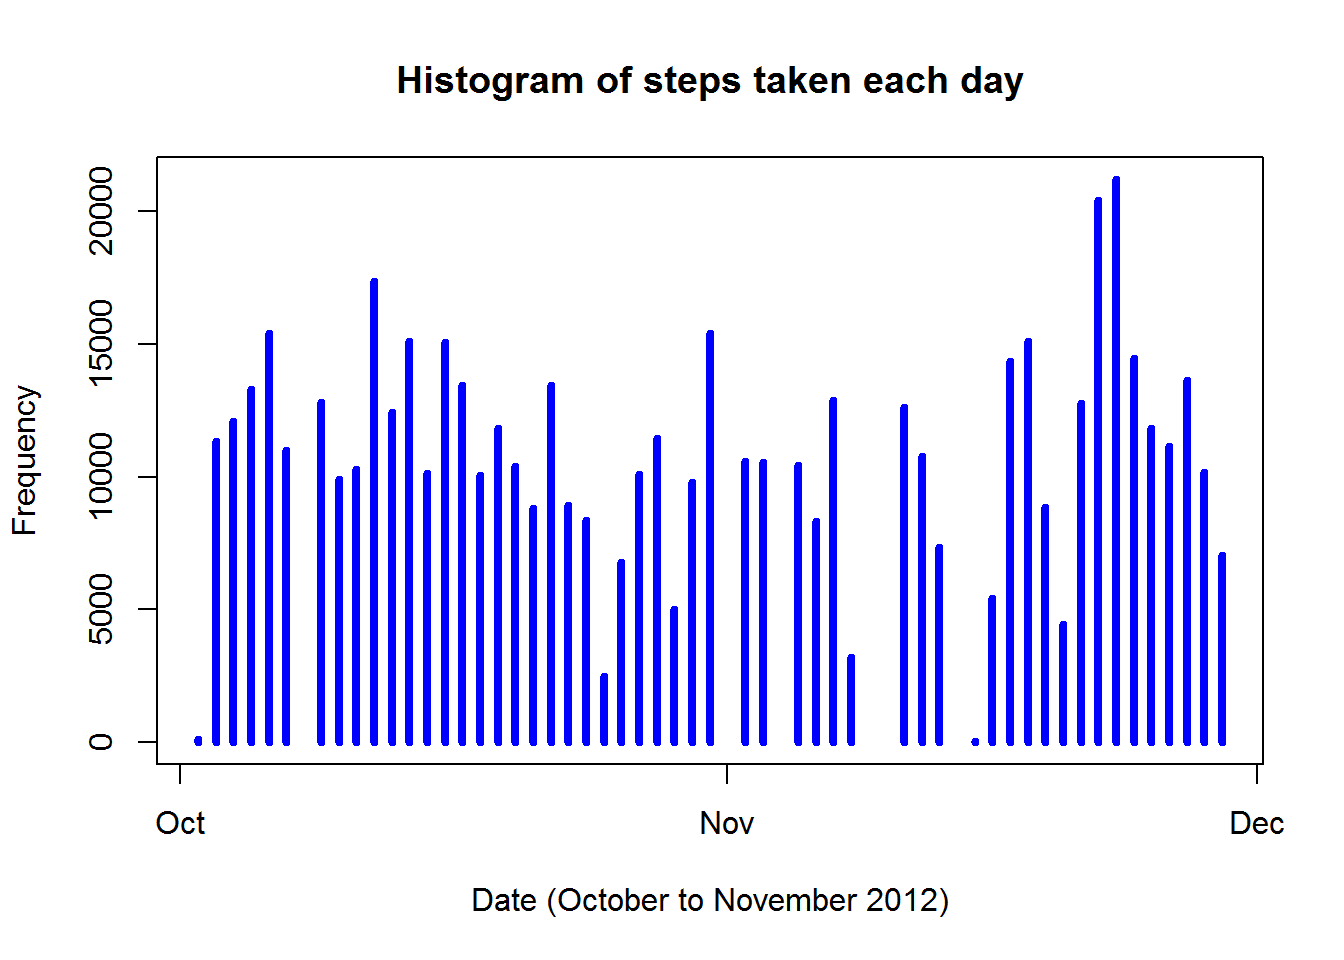 Histogram of steps taken each day
Frequency
20000
15000
10000
5000
0
Oct Nov Dec
Date (October to November 2012)